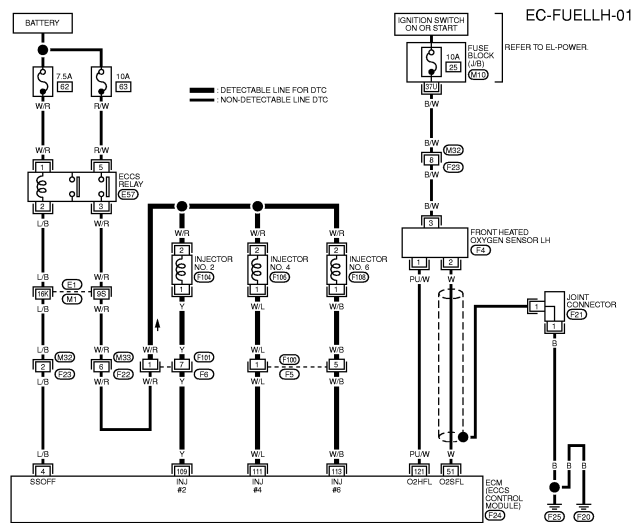 EC-FUELLH-01
BATTERY
IGNITION SWITCH
ON OR START
7.5A
62
10A
63
10A
25
FUSE
BLOCK
(J/B)
M10
REFER TO EL-POWER.
37U
: DETECTABLE LINE FOR DTC
: NON-DETECTABLE LINE DTC
W/R
R/W
B/W
W/R
R/W
B/W
8
M32
F23
B/W
1
5
ECCS
RELAY
E57
2
3
B/W
3
FRONT HEATED
OXYGEN SENSOR LH
F4
1
2
L/B
W/R
W/R
W/R
W/R
2
INJECTOR
NO. 2
F104
1
2
INJECTOR
NO. 4
F106
1
2
INJECTOR
NO. 6
F108
1
PU/W
W
L/B
W/R
16K
E1
M1
9S
L/B
W/R
Y
W/L
W/B
1
JOINT
CONNECTOR
F21
1
B
L/B
W/R
W/R
Y
W/L
W/B
2
M32
F23
6
M33
F22
1
7
F101
F6
1
F100
F5
5
L/B
W/R
W/R
Y
W/L
W/B
L/B
Y
W/L
W/B
PU/W
W
B
B
B
4
109
111
113
121
51
SSOFF
INJ
#2
INJ
#4
INJ
#6
O2HFL
O2SFL
ECM
(ECCS
CONTROL
MODULE)
F24
F25
F20